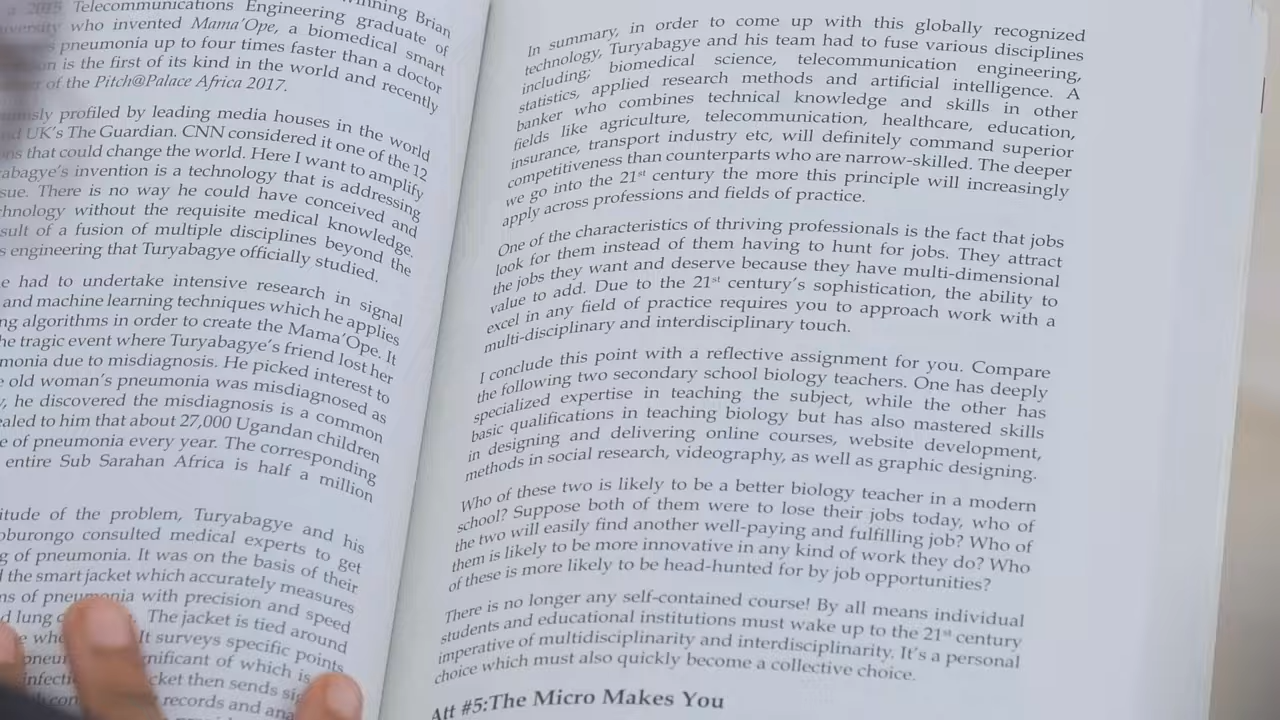 2015 Telecommunications Engineering graduate of
who invented Mama'Ope, a biomedical smart
pneumonia up to four times faster than a doctor
is the first of its kind in the world and recently
of the Pitch@Palace Africa 2017.
profiled by leading media houses in the world
UK's The Guardian. CNN considered it one of the 12
that could change the world. Here I want to amplify
invention is a technology that is addressing
There is no way he could have conceived and
without the requisite medical knowledge.
of a fusion of multiple disciplines beyond the
engineering that Turyabagye officially studied.
had to undertake intensive research in signal
and machine learning techniques which he applies
algorithms in order to create the Mama'Ope. It
tragic event where Turyabagye's friend lost her
due to misdiagnosis. He picked interest to
old woman's pneumonia was misdiagnosed as
he discovered the misdiagnosis is a common
to him that about 27,000 Ugandan children
of pneumonia every year. The corresponding
entire Sub Sarahan Africa is half a million
of the problem, Turyabagye and his
consulted medical experts to get
of pneumonia. It was on the basis of their
the smart jacket which accurately measures
of pneumonia with precision and speed
lung The jacket is tied around
It surveys specific points
of which is
then sends
records and
In summary, in order to come up with this globally recognized
technology, Turyabagye and his team had to fuse various disciplines
including; biomedical science, telecommunication engineering,
statistics, applied research methods and artificial intelligence. A
banker who combines technical knowledge and skills in other
fields like agriculture, telecommunication, healthcare, education,
insurance, transport industry etc, will definitely command superior
competitiveness than counterparts who are narrow-skilled. The deeper
we go into the 21st century the more this principle will increasingly
apply across professions and fields of practice.
One of the characteristics of thriving professionals is the fact that jobs
look for them instead of them having to hunt for jobs. They attract
the jobs they want and deserve because they have multi-dimensional
value to add. Due to the 21st century's sophistication, the ability to
excel in any field of practice requires you to approach work with a
multi-disciplinary and interdisciplinary touch.
I conclude this point with a reflective assignment for you. Compare
the following two secondary school biology teachers. One has deeply
specialized expertise in teaching the subject, while the other has
basic qualifications in teaching biology but has also mastered skills
in designing and delivering online courses, website development,
methods in social research, videography, as well as graphic designing.
Who of these two is likely to be a better biology teacher in a modern
school? Suppose both of them were to lose their jobs today, who of
the two will easily find another well-paying and fulfilling job? Who of
them is likely to be more innovative in any kind of work they do? Who
of these is more likely to be head-hunted for by job opportunities?
There is no longer any self-contained course! By all means individual
students and educational institutions must wake up to the 21st century
imperative of multidisciplinarity and interdisciplinarity. It's a personal
choice which must also quickly become a collective choice.
Att #5:The Micro Makes You